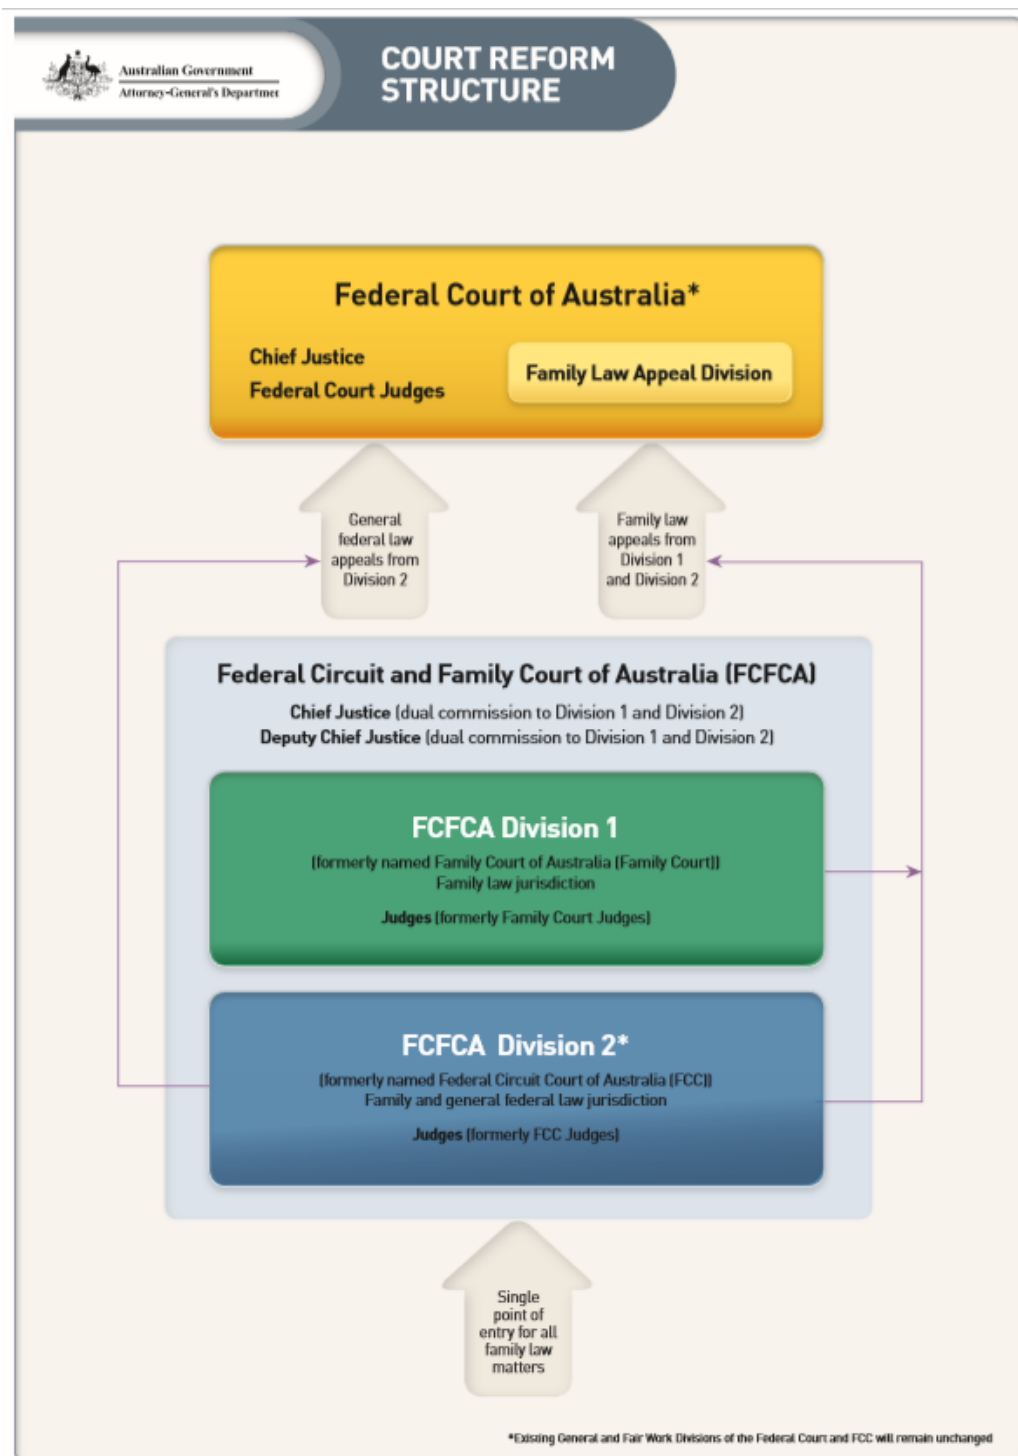 Australian Government
Attorney-General's Departmer
COURT REFORM
STRUCTURE
Federal Court of Australia*
Chief Justice
Federal Court Judges
Family Law Appeal Division
General
federal law
appeals from
Division 2
Family law
appeals from
Division 1
and Division 2
Federal Circuit and Family Court of Australia (FCFCA)
Chief Justice (dual commission to Division 1 and Division 2)
Deputy Chief Justice (dual commission to Division 1 and Division 2)
FCFCA Division 1
(formerly named Family Court of Australia (Family Court))
Family law jurisdiction
Judges (formerly Family Court Judges)
FCFCA Division 2*
(formerly named Federal Circuit Court of Australia (FCC))
Family and general federal law jurisdiction
Judges (formerly FCC Judges)
Single
point of
entry for all
family law
matters
*Existing General and Fair Work Divisions of the Federal Court and FCC will remain unchanged